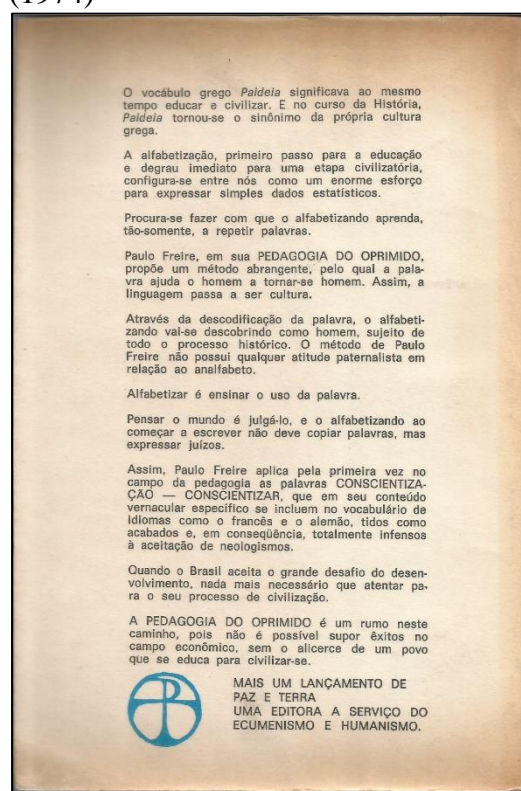 (1974)
O vocábulo grego Paideia significava ao mesmo
tempo educar e civilizar. E no curso da História,
Paideia tornou-se o sinônimo da própria cultura
grega.
A alfabetização, primeiro passo para a educação
e degrau imediato para uma etapa civilizatória,
configura-se entre nós como um enorme esforço
para expressar simples dados estatísticos.
Procura-se fazer com que o alfabetizando aprenda,
tão-somente, a repetir palavras.
Paulo Freire, em sua PEDAGOGIA DO OPRIMIDO,
propõe um método abrangente, pelo qual a pala-
vra ajuda o homem a tornar-se homem. Assim, a
linguagem passa a ser cultura.
Através da descodificação da palavra, o alfabeti-
zando vai-se descobrindo como homem, sujeito de
todo o processo histórico. O método de Paulo
Freire não possui qualquer atitude paternalista em
relação ao analfabeto.
Alfabetizar é ensinar o uso da palavra.
Pensar o mundo é julgá-lo, e o alfabetizando ao
começar a escrever não deve copiar palavras, mas
expressar juízos.
Assim, Paulo Freire aplica pela primeira vez no
campo da pedagogia as palavras CONSCIENTIZA-
ÇÃO — CONSCIENTIZAR, que em seu conteúdo
vernacular específico se incluem no vocabulário de
idiomas como o francês e o alemão, tidos como
acabados e, em conseqüência, totalmente infensos
à aceitação de neologismos.
Quando o Brasil aceita o grande desafio do desen-
volvimento, nada mais necessário que atentar pa-
ra o seu processo de civilização.
A PEDAGOGIA DO OPRIMIDO é um rumo neste
caminho, pois não é possível supor êxitos no
campo econômico, sem o alicerce de um povo
que se educa para civilizar-se.
MAIS UM LANÇAMENTO DE
PAZ E TERRA
UMA EDITORA A SERVIÇO DO
ECUMENISMO E HUMANISMO.